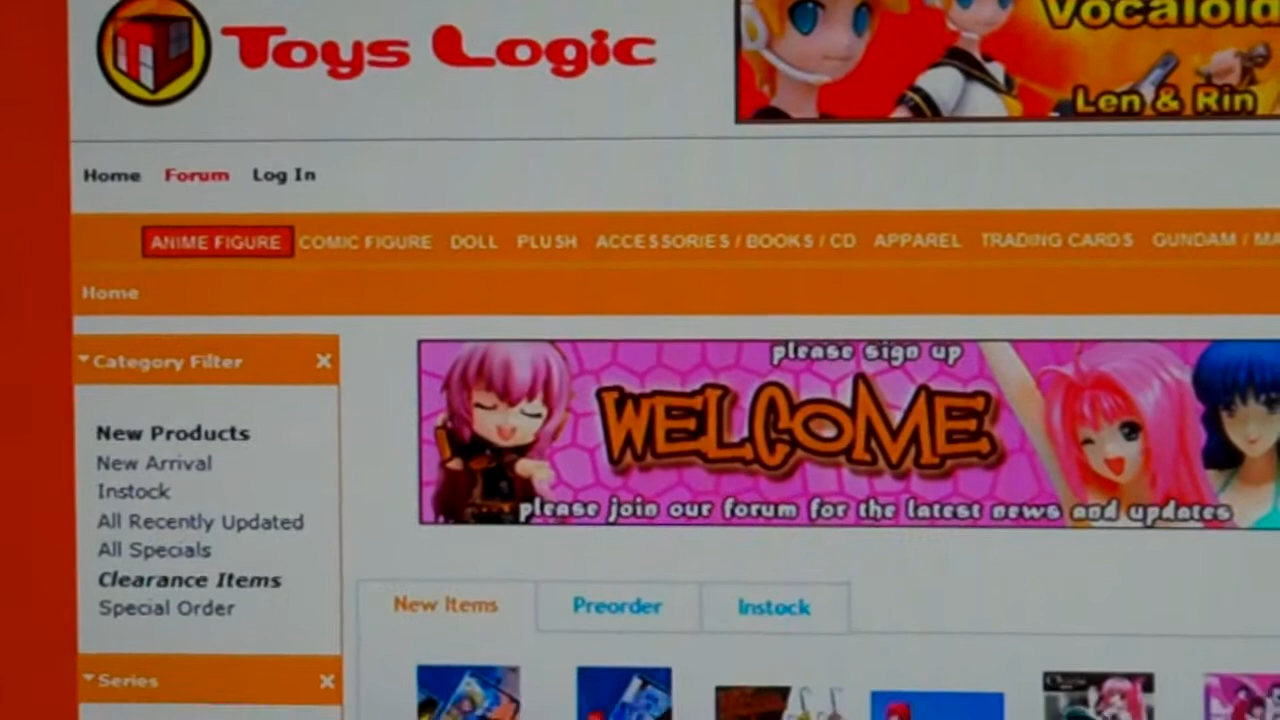 Toys Logic
Vocaloid
Len & Rin
Home Forum Log In
ANIME FIGURE COMIC FIGURE DOLL PLUSH ACCESSORIES / BOOKS / CD APPAREL TRADING CARDS GUNDAM /
Home
Category Filter
New Products
New Arrival
Instock
All Recently Updated
All Specials
Clearance Items
Special Order
Series
please sign up
WELCOME
please join our forum for the latest news and updates
New Items Preorder Instock